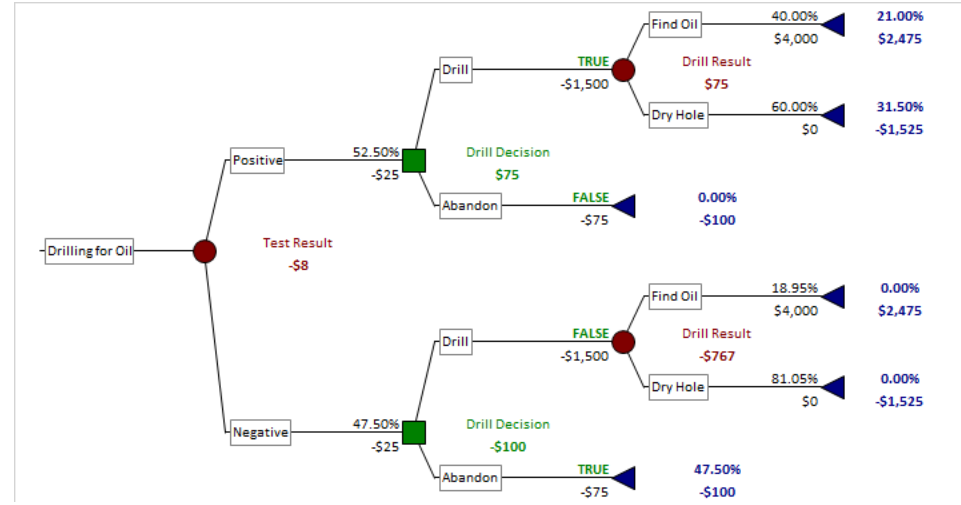 Find Oil
40.00%
$4,000
21.00%
$2,475
Drill
TRUE
-$1,500
Drill Result
$75
Dry Hole
60.00%
$0
31.50%
-$1,525
Positive
52.50%
-$25
Drill Decision
$75
Abandon
FALSE
-$75
0.00%
-$100
Drilling for Oil
Test Result
-$8
Find Oil
18.95%
$4,000
0.00%
$2,475
Drill
FALSE
-$1,500
Drill Result
-$767
Dry Hole
81.05%
$0
0.00%
-$1,525
Negative
47.50%
-$25
Drill Decision
-$100
Abandon
TRUE
-$75
47.50%
-$100